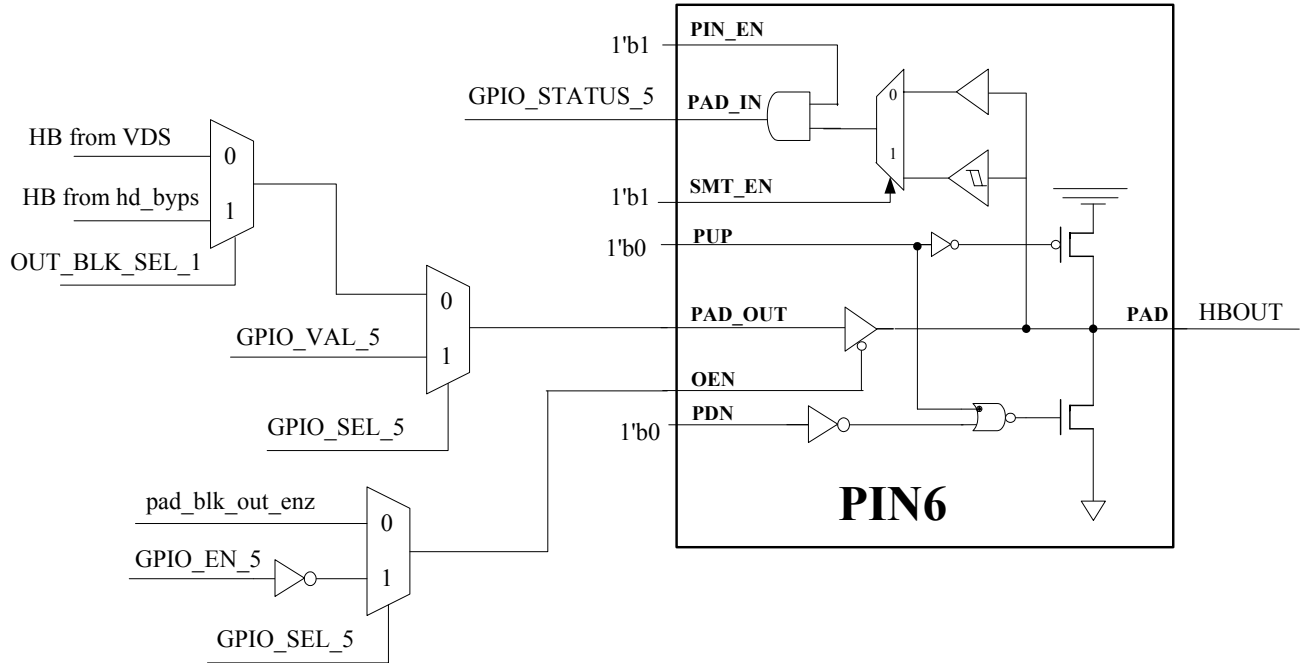 1'b1
PIN_EN
GPIO_STATUS_5
PAD_IN
0
1
HB from VDS
0
HB from hd_byps
1
OUT_BLK_SEL_1
1'b1
SMT_EN
1'b0
PUP
0
GPIO_VAL_5
1
GPIO_SEL_5
PAD_OUT
PAD
HBOUT
OEN
1'b0
PDN
pad_blk_out_enz
0
GPIO_EN_5
1
GPIO_SEL_5
PIN6